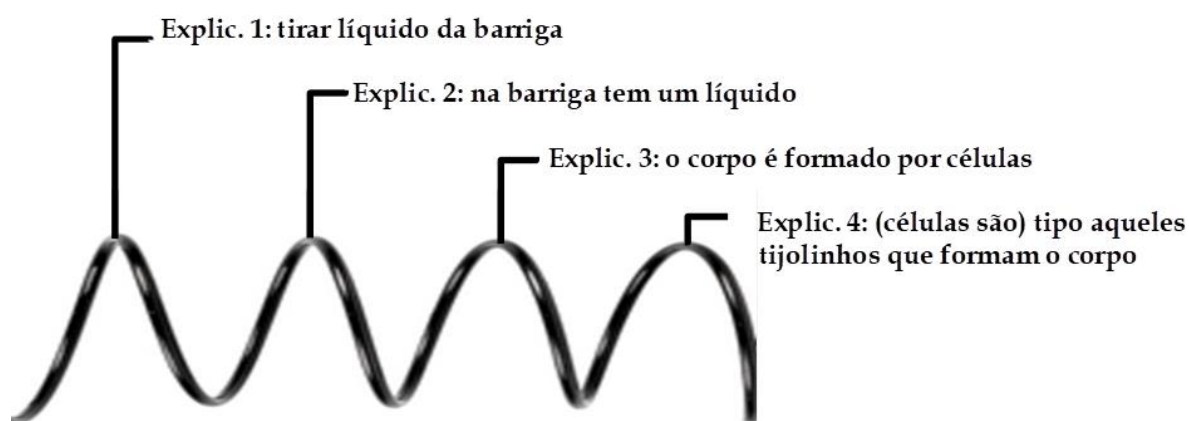 Explic. 1: tirar líquido da barriga
Explic. 2: na barriga tem um líquido
Explic. 3: o corpo é formado por células
Explic. 4: (células são) tipo aqueles
tijolinhos que formam o corpo